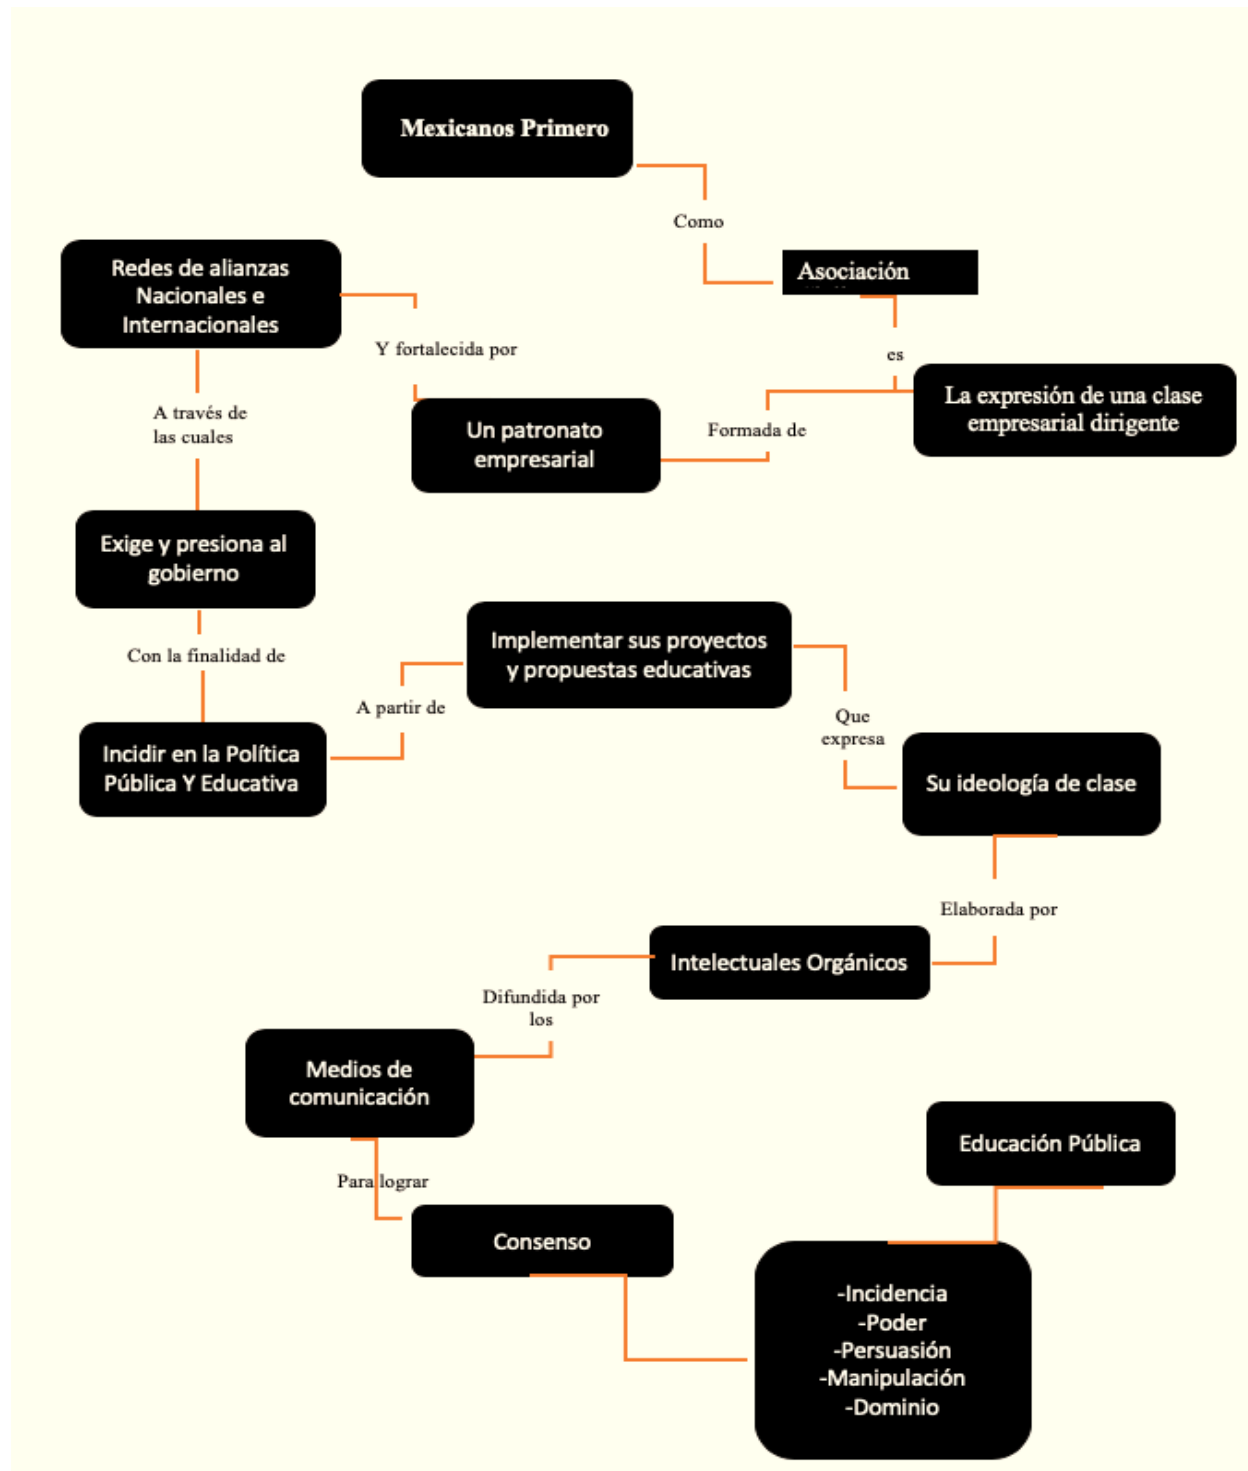 Mexicanos Primero
Como
Asociación
es
La expresión de una clase
empresarial dirigente
Formada de
Un patronato
empresarial
Y fortalecida por
Redes de alianzas
Nacionales e
Internacionales
A través de
las cuales
Exige y presiona al
gobierno
Con la finalidad de
Incidir en la Política
Pública Y Educativa
A partir de
Implementar sus proyectos
y propuestas educativas
Que
expresa
Su ideología de clase
Elaborada por
Intelectuales Orgánicos
Difundida por
los
Medios de
comunicación
Para lograr
Consenso
-Incidencia
-Poder
-Persuasión
-Manipulación
-Dominio
Educación Pública